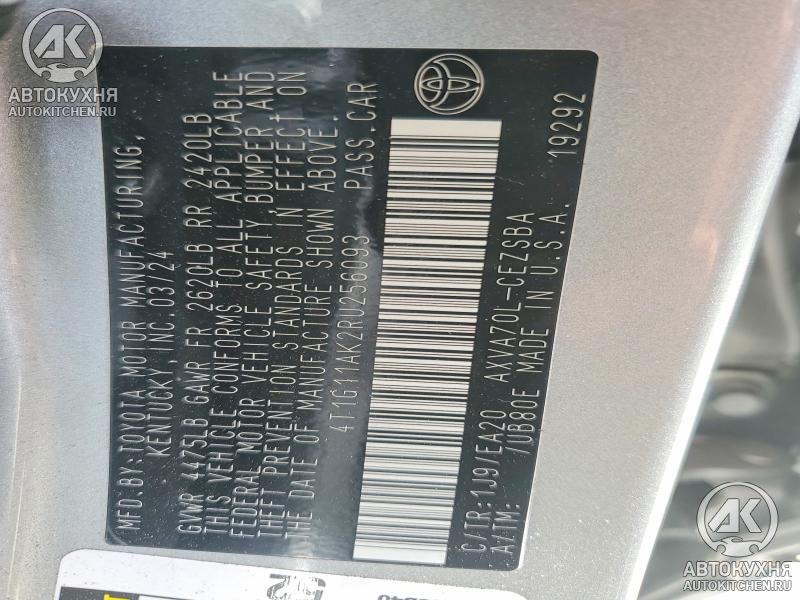 MFD.BY:TOYOTA MOTOR MANUFACTURING,
KENTUCKY, INC.03/24
GVWR 4475LB GAWR FR 2620LB RR 2420LB
THIS VEHICLE CONFORMS TO ALL APPLICABLE
FEDERAL MOTOR VEHICLE SAFETY, BUMPER, AND
THEFT PREVENTION STANDARDS IN EFFECT ON
THE DATE OF MANUFACTURE SHOWN ABOVE.
4T1G11AK2RU256093 PASS.CAR
C/TR:1J9/EA20 AXVA70L-CEZSBA
A/TM: /UB80E MADE IN U.S.A. 19292
АК
АВТОКУХНЯ
AUTOKITCHEN.RU
АК
АВТОКУХНЯ
AUTOKITCHEN.RU